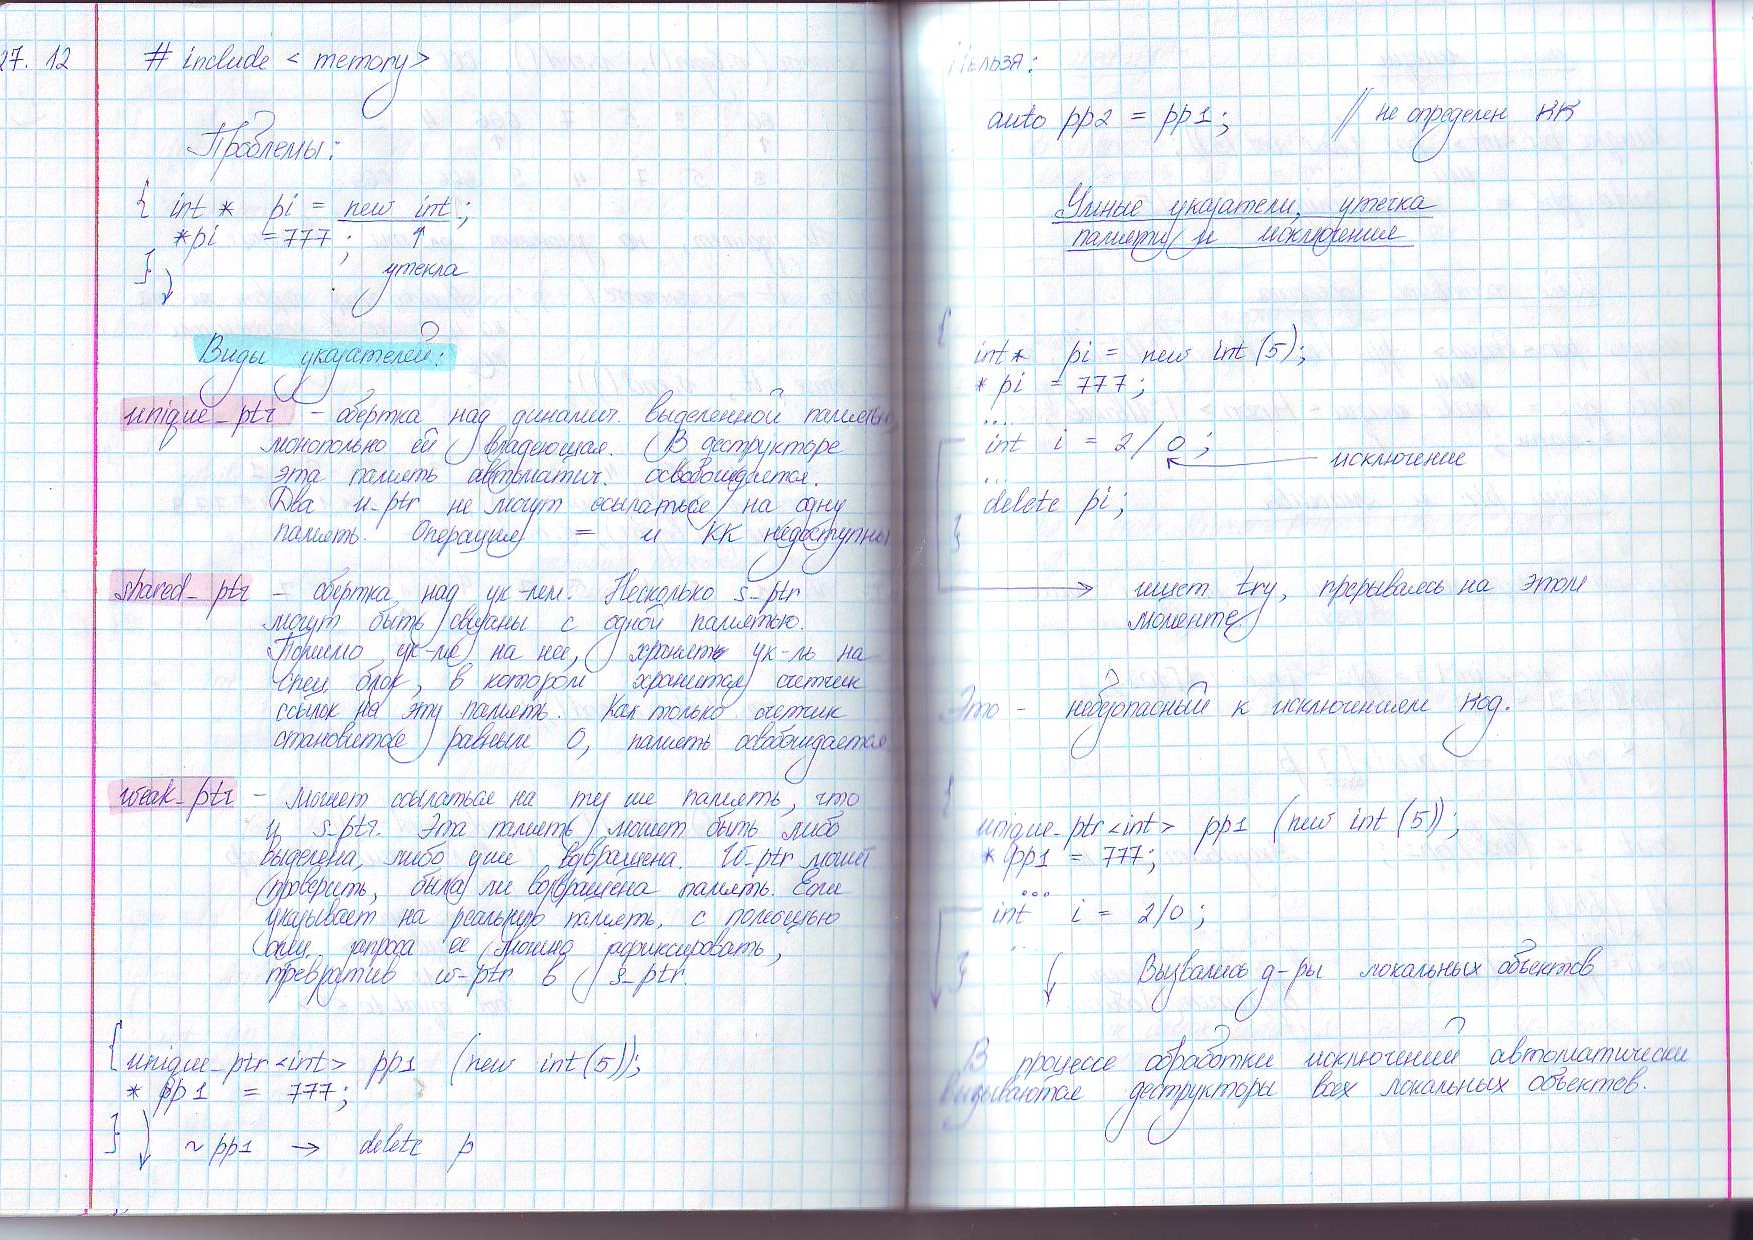 27. 12
# include < memory>
Проблемы:
{ int * pi = new int;
*pi = 777;
↑
утекла
}
Виды указателей:
unique_ptr – обертка над динамич. выделенной памятью,
монопольно ей владеющая. В деструкторе
эта память автоматич. освобождается.
Два u-ptr не могут ссылаться на одну
память. Операция = и КК недоступны
shared_ptr – обертка над ук-лем. Несколько s-ptr
могут быть связаны с одной памятью.
Помимо ук-ля на нее, хранять ук-ль на
спец. блок, в котором хранится счетчик
ссылок на эту память. Как только счетчик
становится равным 0, память освобождается
weak_ptr – может ссылаться на ту же память, что
и s-ptr. Эта память может быть либо
выделена, либо уже возвращена. W-ptr может
проверить, была ли возвращена память. Если
указывает на реальную память, с помощью
спец. запроса ее можно зафиксировать,
превратив w-ptr в s-ptr.
{ unique_ptr<int> pp1 (new int(5));
* pp1 = 777;
} ~pp1 → delete p
Нельзя:
auto pp2 = pp1; // не определен КК
Умные указатели, утечка
памяти и исключения
{
int* pi = new int(5);
* pi = 777;
....
int i = 2/0; ← исключение
...
delete pi;
}
→ ищет try, прерываясь на этом
моменте
Это – небезопасный к исключениям код.
{
unique_ptr<int> pp1 (new int(5));
* pp1 = 777;
...
int i = 2/0;
...
} Вызвались д-ры локальных объектов
В процессе обработки исключений автоматически
вызываются деструкторы всех локальных объектов.